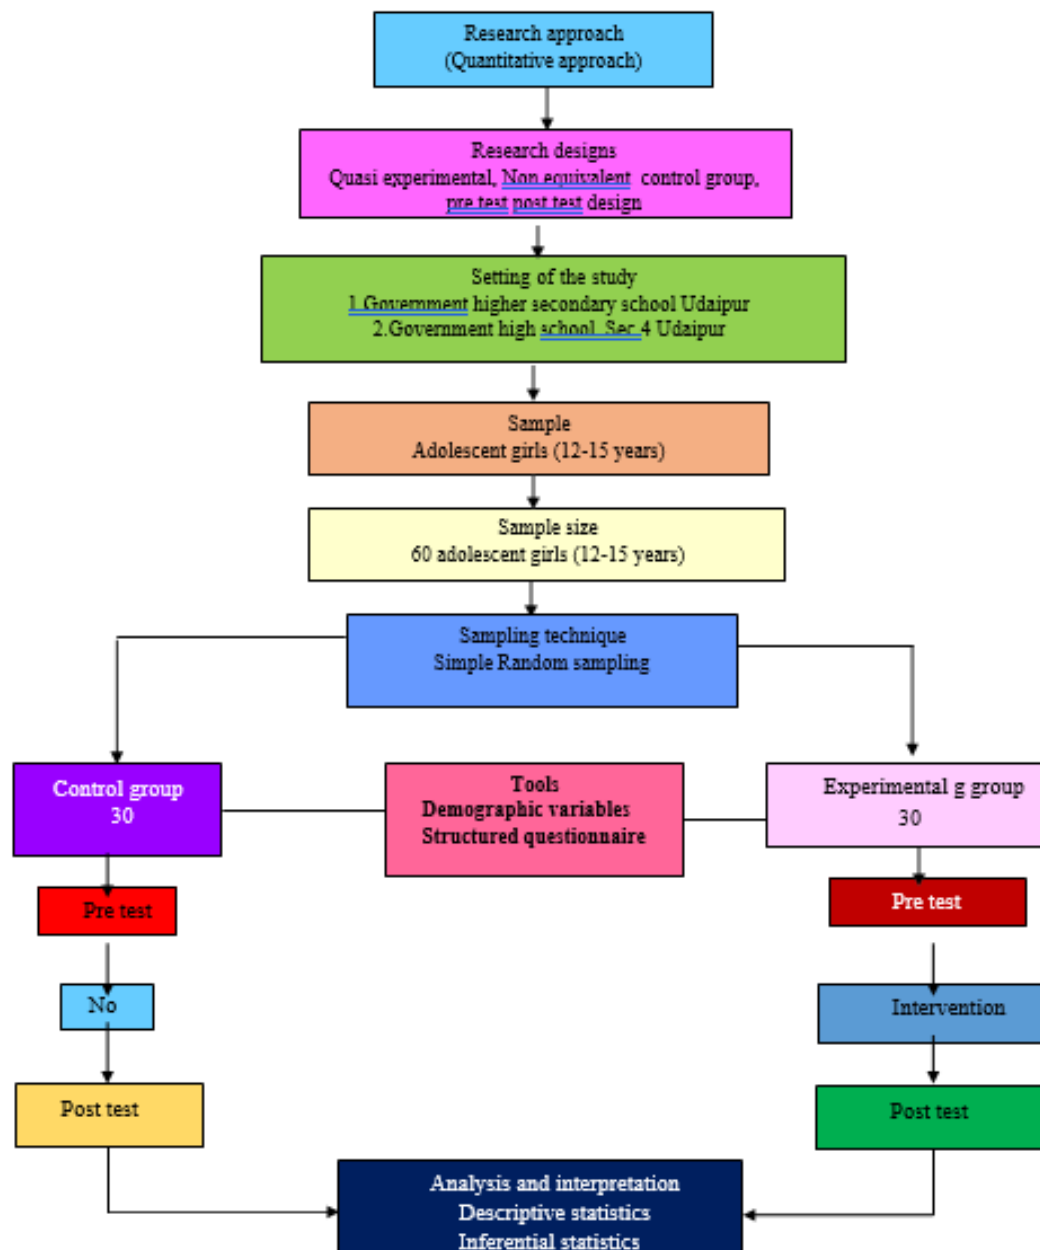 Research approach
(Quantitative approach)
Research designs
Quasi experimental, Non equivalent control group,
pre test post test design
Setting of the study
1.Government higher secondary school Udaipur
2.Government high school, Sec 4 Udaipur
Sample
Adolescent girls (12-15 years)
Sample size
60 adolescent girls (12-15 years)
Sampling technique
Simple Random sampling
Control group
30
Tools
Demographic variables
Structured questionnaire
Experimental g group
30
Pre test
Pre test
No
Intervention
Post test
Post test
Analysis and interpretation
Descriptive statistics
Inferential statistics